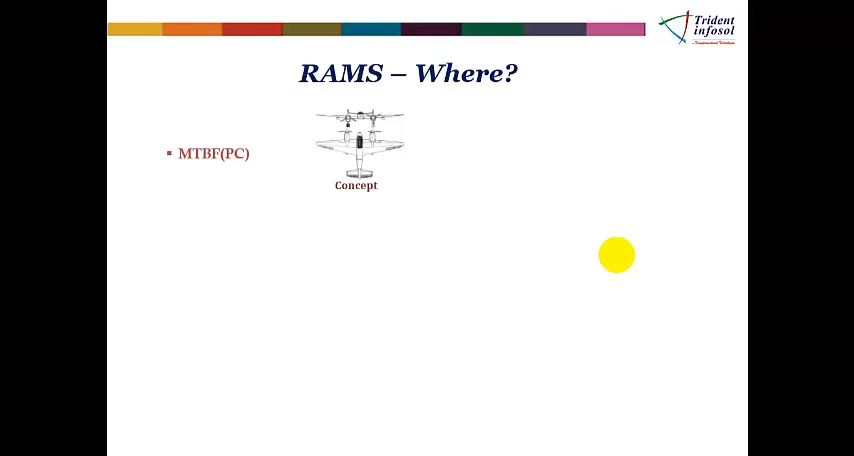 Trident
infosol
RAMS – Where?
▪ MTBF(PC)
Concept